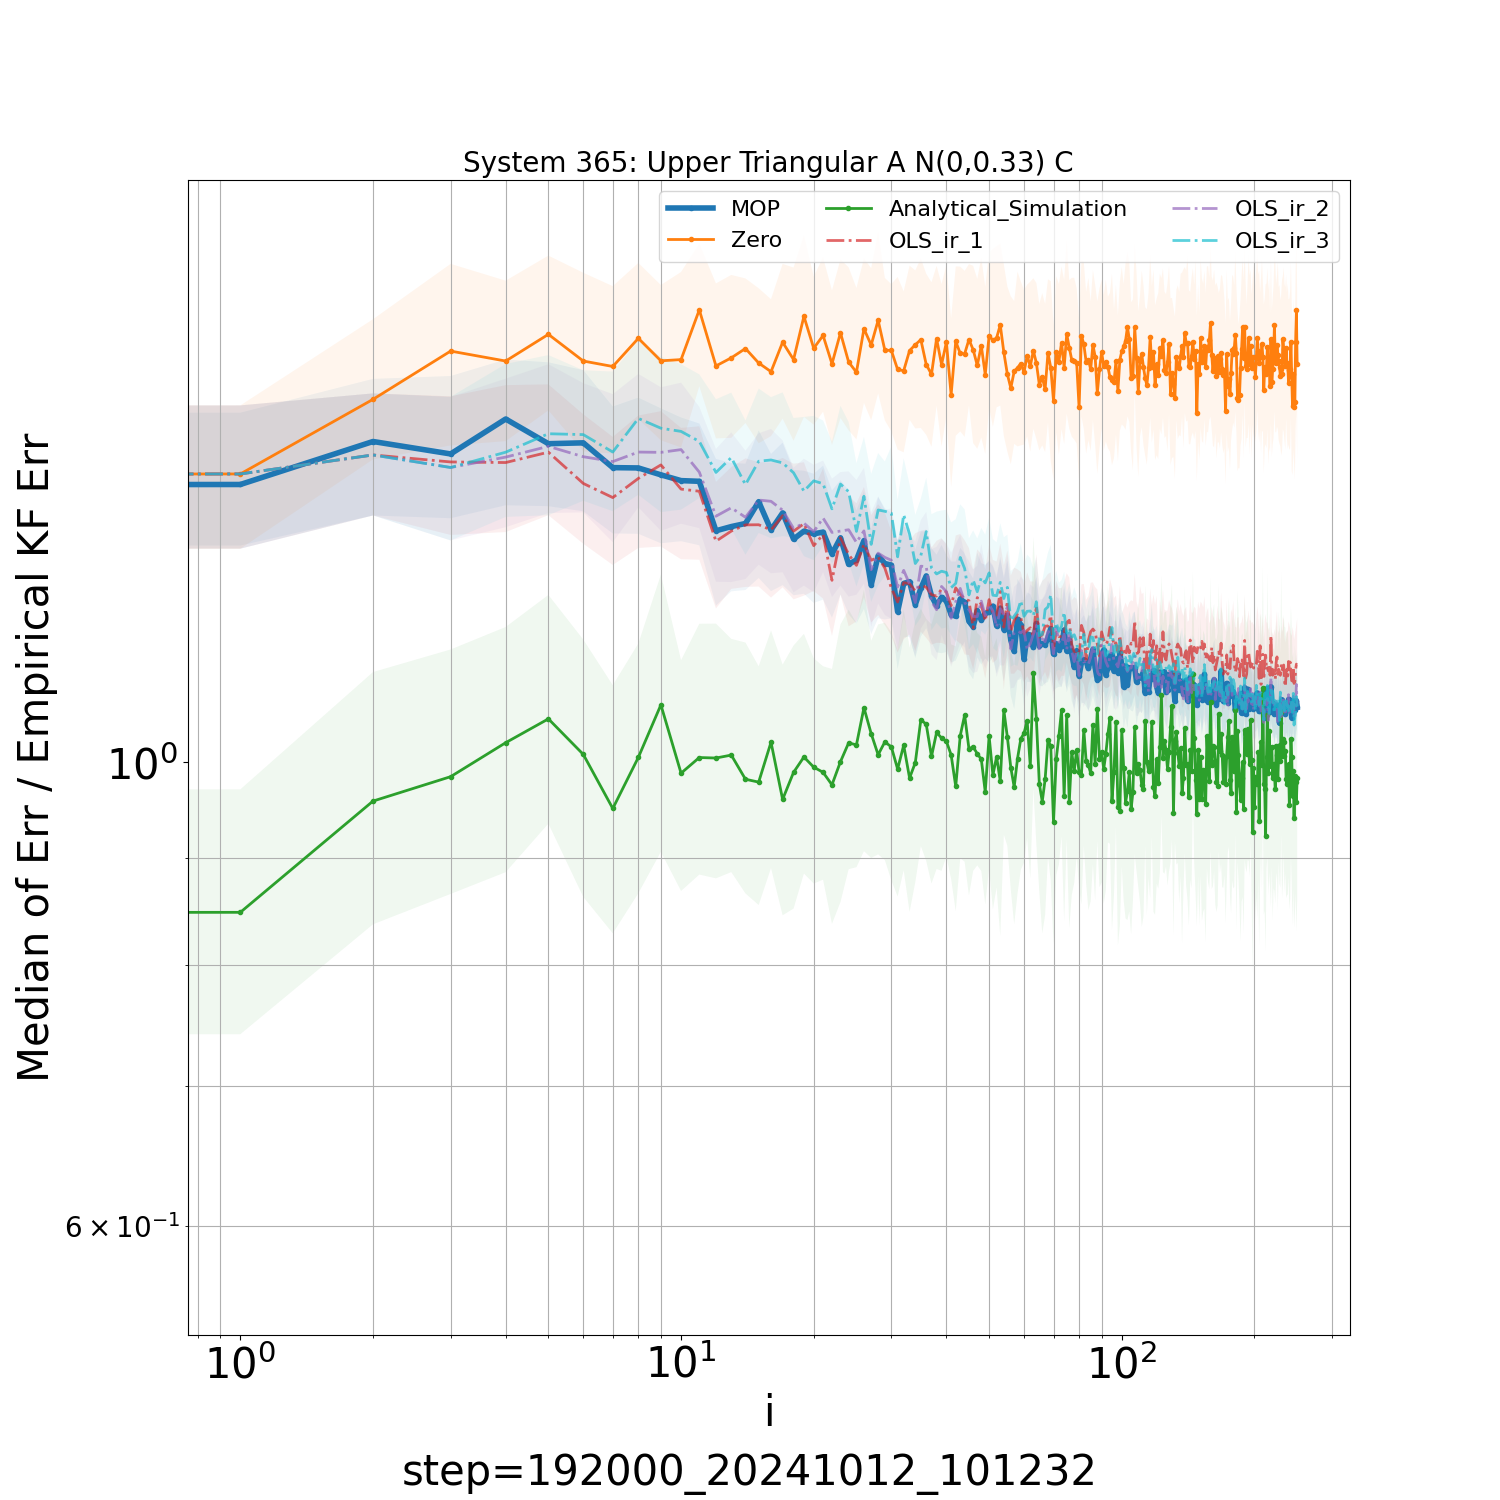 System 365: Upper Triangular A N(0,0.33) C
MOP
Zero
Analytical_Simulation
OLS_ir_1
OLS_ir_2
OLS_ir_3
Median of Err / Empirical KF Err
10⁰
6 × 10⁻¹
10⁰
10¹
10²
i
step=192000_20241012_101232